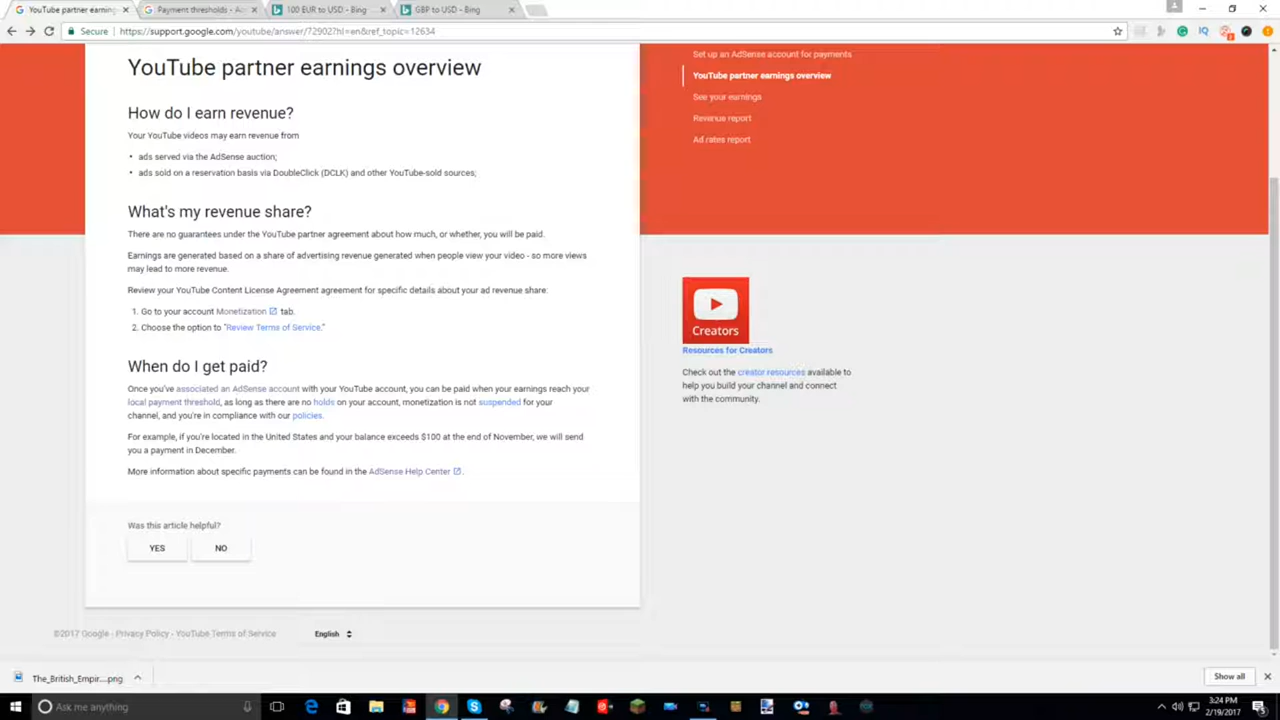 YouTube partner earning
Payment thresholds - A
100 EUR to USD - Bing
GBP to USD - Bing
Secure
https://support.google.com/youtube/answer/72902?hl=en&ref_topic=12634
YouTube partner earnings overview
How do I earn revenue?
Your YouTube videos may earn revenue from
• ads served via the AdSense auction;
• ads sold on a reservation basis via DoubleClick (DCLK) and other YouTube-sold sources;
What's my revenue share?
There are no guarantees under the YouTube partner agreement about how much, or whether, you will be paid.
Earnings are generated based on a share of advertising revenue generated when people view your video - so more views
may lead to more revenue.
Review your YouTube Content License Agreement agreement for specific details about your ad revenue share:
1. Go to your account Monetization tab.
2. Choose the option to "Review Terms of Service."
When do I get paid?
Once you've associated an AdSense account with your YouTube account, you can be paid when your earnings reach your
local payment threshold, as long as there are no holds on your account, monetization is not suspended for your
channel, and you're in compliance with our policies.
For example, if you're located in the United States and your balance exceeds $100 at the end of November, we will send
you a payment in December.
More information about specific payments can be found in the AdSense Help Center.
Was this article helpful?
YES
NO
Set up an AdSense account for payments
YouTube partner earnings overview
See your earnings
Revenue report
Ad rates report
Creators
Resources for Creators
Check out the creator resources available to
help you build your channel and connect
with the community.
©2017 Google - Privacy Policy - YouTube Terms of Service
English
The_British_Empir....png
Show all
Ask me anything
3:24 PM
2/19/2017